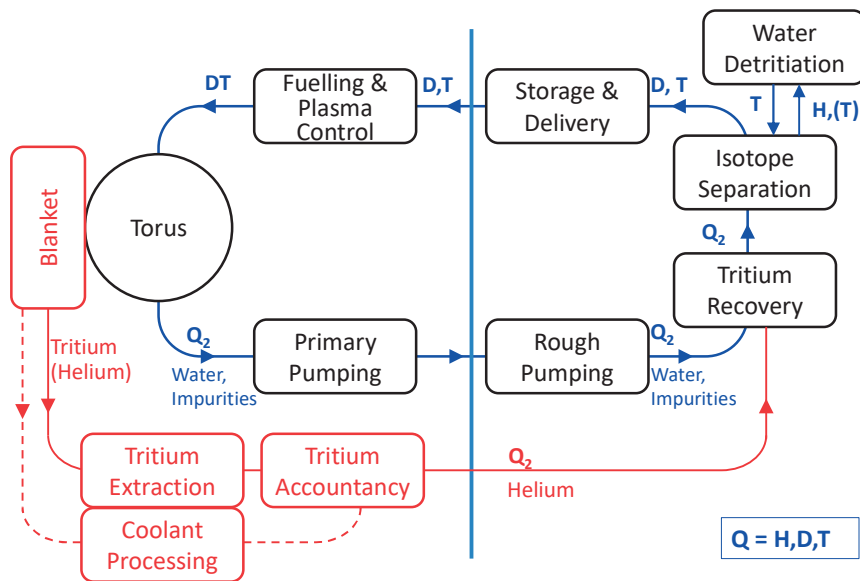 Water
Detritiation
DT
Fuelling &
Plasma
Control
D,T
Storage &
Delivery
D, T
T
H,(T)
Isotope
Separation
Blanket
Torus
Q₂
Tritium
Recovery
Tritium
(Helium)
Q₂
Water,
Impurities
Primary
Pumping
Rough
Pumping
Q₂
Water,
Impurities
Tritium
Extraction
Tritium
Accountancy
Q₂
Helium
Coolant
Processing
Q = H,D,T